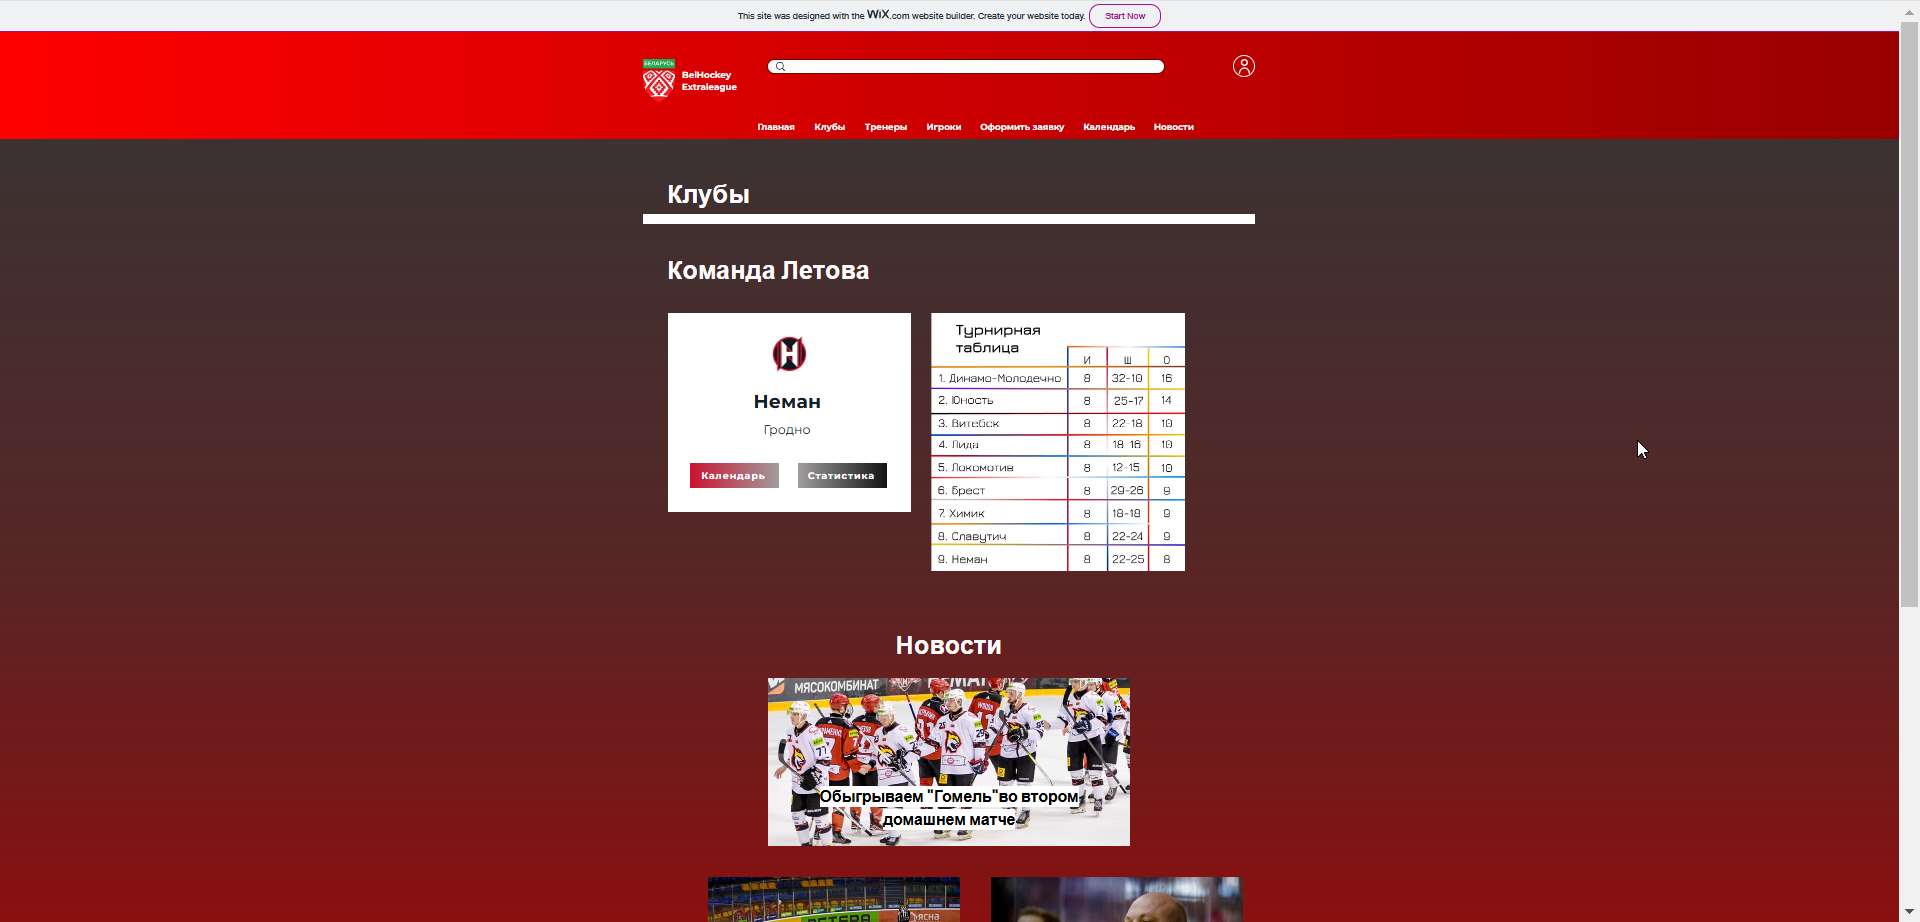 This site was designed with the WiX.com website builder. Create your website today. Start Now
БЕЛАРУСЬ
BelHockey
Extraleague
Главная Клубы Тренеры Игроки Оформить заявку Календарь Новости
Клубы
Команда Летова
Н
Неман
Гродно
Календарь Статистика
Турнирная
таблица
И Ш О
1. Динамо-Молодечно 8 32-10 16
2. Юность 8 25-17 14
3. Витебск 8 22-18 10
4. Лида 8 18-16 10
5. Локомотив 8 12-15 10
6. Брест 8 29-26 9
7. Химик 8 18-18 9
8. Славутич 8 22-24 9
9. Неман 8 22-25 8
Новости
МЯСОКОМБИНАТ
77
Обыгрываем "Гомель"во втором
домашнем матче
ВЕТЕРА